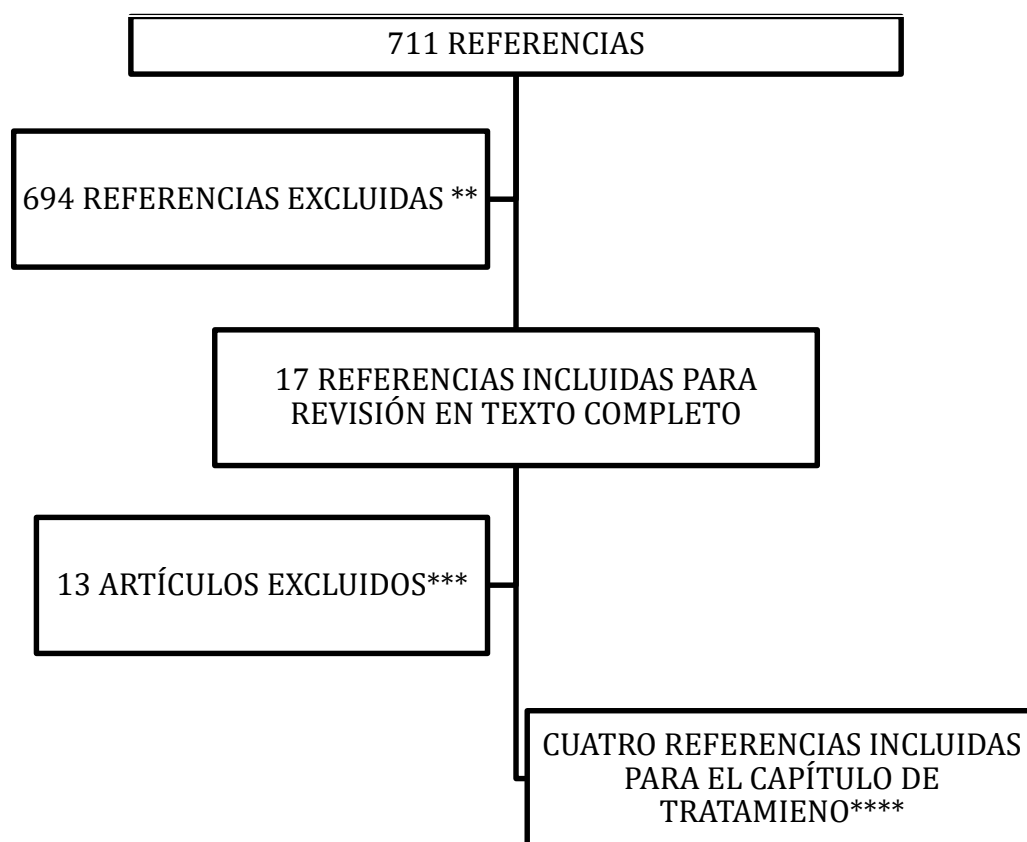 711 REFERENCIAS
694 REFERENCIAS EXCLUIDAS **
17 REFERENCIAS INCLUIDAS PARA
REVISIÓN EN TEXTO COMPLETO
13 ARTÍCULOS EXCLUIDOS***
CUATRO REFERENCIAS INCLUIDAS
PARA EL CAPÍTULO DE
TRATAMIENO****